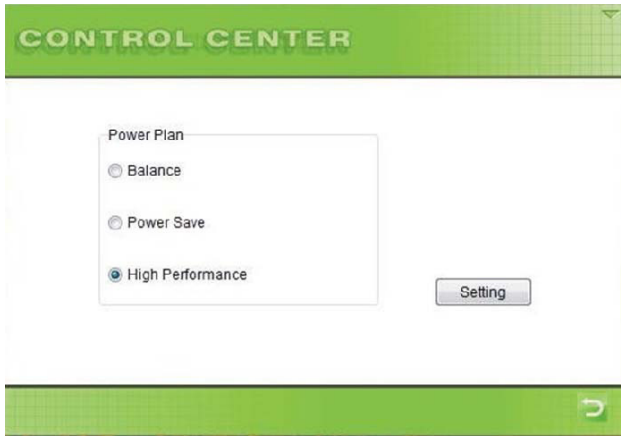 CONTROL CENTER
Power Plan
Balance
Power Save
High Performance
Setting